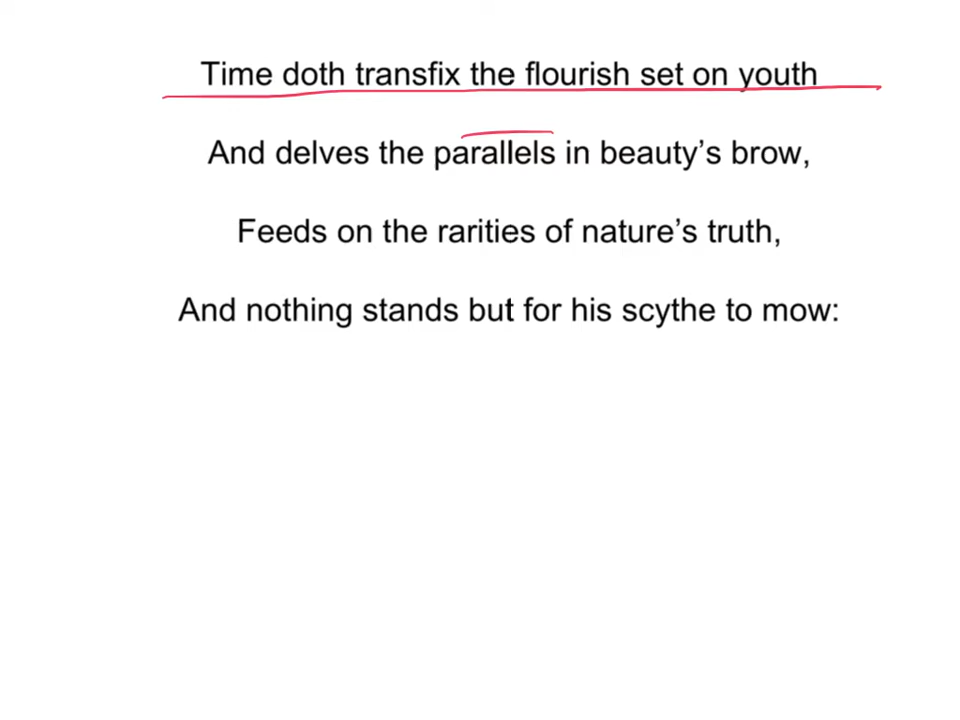 Time doth transfix the flourish set on youth
And delves the parallels in beauty’s brow,
Feeds on the rarities of nature’s truth,
And nothing stands but for his scythe to mow: